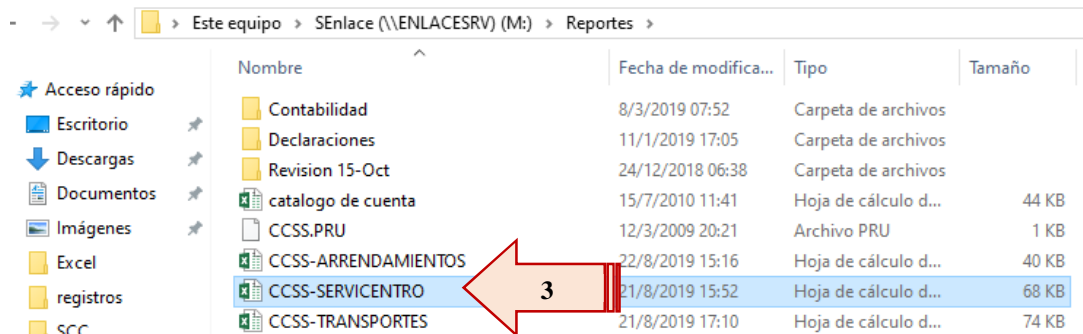 Este equipo > SEnlace (\\ENLACESRV) (M:) > Reportes >
Nombre Fecha de modifica... Tipo Tamaño
Acceso rápido
Escritorio
Descargas
Documentos
Imágenes
Excel
registros
SCC
Contabilidad 8/3/2019 07:52 Carpeta de archivos
Declaraciones 11/1/2019 17:05 Carpeta de archivos
Revision 15-Oct 24/12/2018 06:38 Carpeta de archivos
catalogo de cuenta 15/7/2010 11:41 Hoja de cálculo d... 44 KB
CCSS.PRU 12/3/2009 20:21 Archivo PRU 1 KB
CCSS-ARRENDAMIENTOS 22/8/2019 15:16 Hoja de cálculo d... 40 KB
CCSS-SERVICENTRO 3 21/8/2019 15:52 Hoja de cálculo d... 68 KB
CCSS-TRANSPORTES 21/8/2019 17:10 Hoja de cálculo d... 74 KB